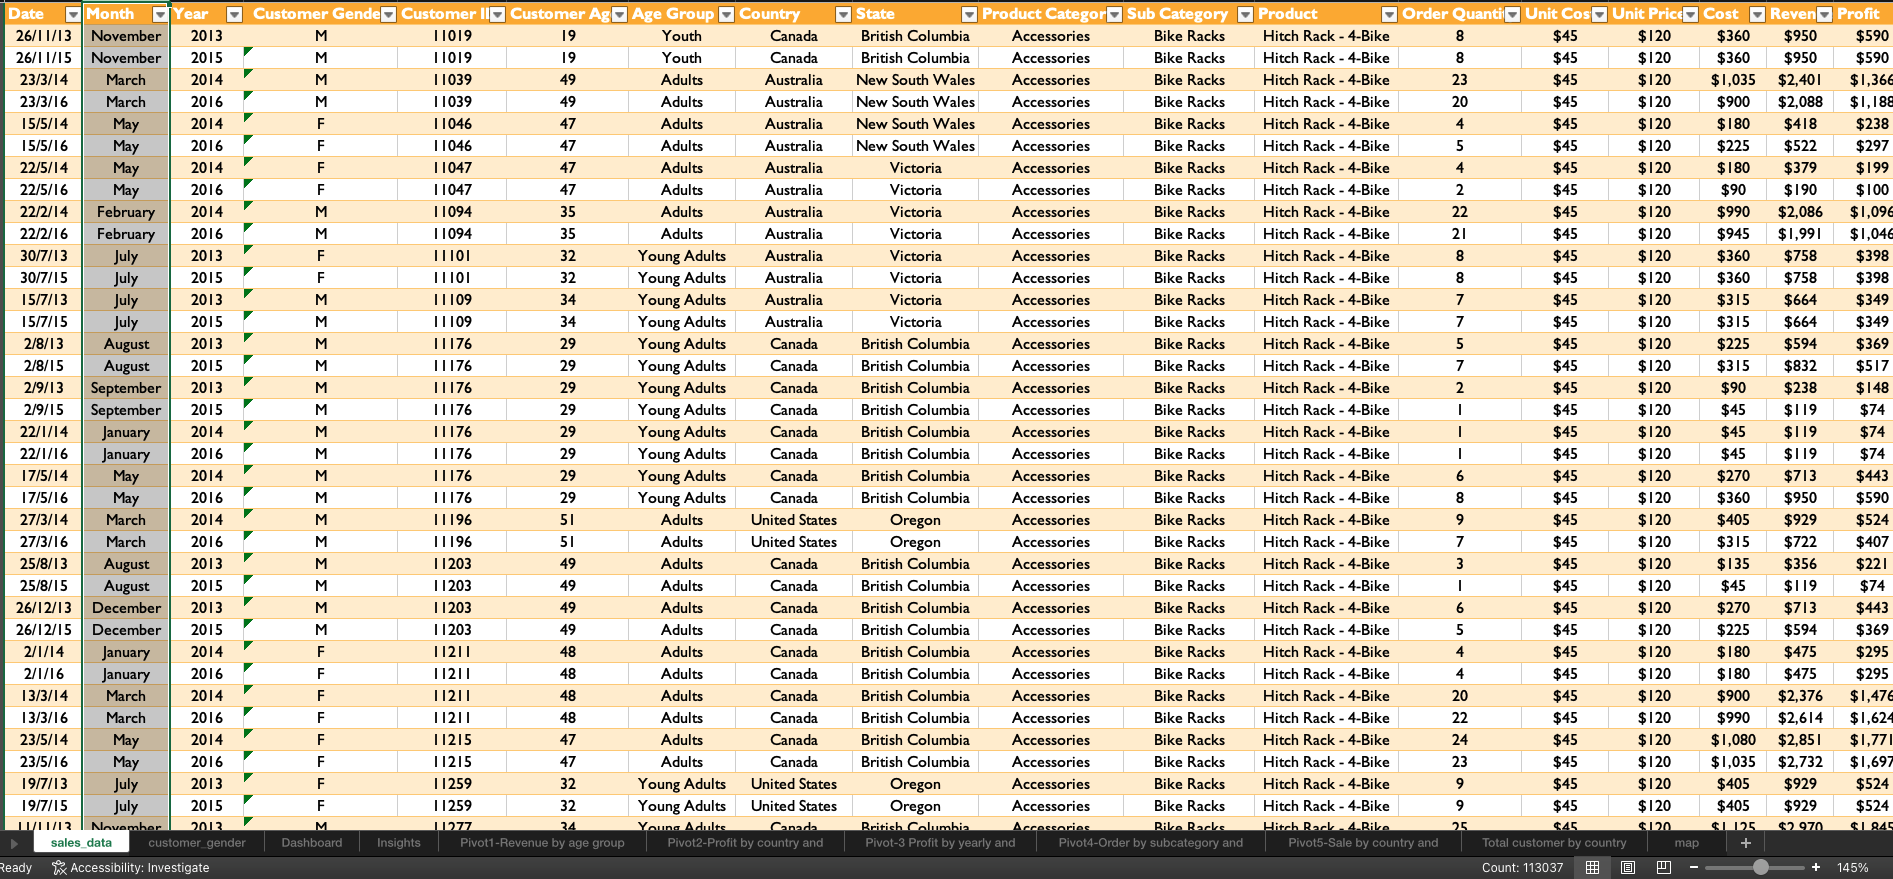 Date Month Year Customer Gende Customer I Customer Ag Age Group Country State Product Categor Sub Category Product Order Quanti Unit Cos Unit Price Cost Reven Profit
26/11/13 November 2013 M 11019 19 Youth Canada British Columbia Accessories Bike Racks Hitch Rack - 4-Bike 8 $45 $120 $360 $950 $590
26/11/15 November 2015 M 11019 19 Youth Canada British Columbia Accessories Bike Racks Hitch Rack - 4-Bike 8 $45 $120 $360 $950 $590
23/3/14 March 2014 M 11039 49 Adults Australia New South Wales Accessories Bike Racks Hitch Rack - 4-Bike 23 $45 $120 $1,035 $2,401 $1,366
23/3/16 March 2016 M 11039 49 Adults Australia New South Wales Accessories Bike Racks Hitch Rack - 4-Bike 20 $45 $120 $900 $2,088 $1,188
15/5/14 May 2014 F 11046 47 Adults Australia New South Wales Accessories Bike Racks Hitch Rack - 4-Bike 4 $45 $120 $180 $418 $238
15/5/16 May 2016 F 11046 47 Adults Australia New South Wales Accessories Bike Racks Hitch Rack - 4-Bike 5 $45 $120 $225 $522 $297
22/5/14 May 2014 F 11047 47 Adults Australia Victoria Accessories Bike Racks Hitch Rack - 4-Bike 4 $45 $120 $180 $379 $199
22/5/16 May 2016 F 11047 47 Adults Australia Victoria Accessories Bike Racks Hitch Rack - 4-Bike 2 $45 $120 $90 $190 $100
22/2/14 February 2014 M 11094 35 Adults Australia Victoria Accessories Bike Racks Hitch Rack - 4-Bike 22 $45 $120 $990 $2,086 $1,096
22/2/16 February 2016 M 11094 35 Adults Australia Victoria Accessories Bike Racks Hitch Rack - 4-Bike 21 $45 $120 $945 $1,991 $1,046
30/7/13 July 2013 F 11101 32 Young Adults Australia Victoria Accessories Bike Racks Hitch Rack - 4-Bike 8 $45 $120 $360 $758 $398
30/7/15 July 2015 F 11101 32 Young Adults Australia Victoria Accessories Bike Racks Hitch Rack - 4-Bike 8 $45 $120 $360 $758 $398
15/7/13 July 2013 M 11109 34 Young Adults Australia Victoria Accessories Bike Racks Hitch Rack - 4-Bike 7 $45 $120 $315 $664 $349
15/7/15 July 2015 M 11109 34 Young Adults Australia Victoria Accessories Bike Racks Hitch Rack - 4-Bike 7 $45 $120 $315 $664 $349
2/8/13 August 2013 M 11176 29 Young Adults Canada British Columbia Accessories Bike Racks Hitch Rack - 4-Bike 5 $45 $120 $225 $594 $369
2/8/15 August 2015 M 11176 29 Young Adults Canada British Columbia Accessories Bike Racks Hitch Rack - 4-Bike 7 $45 $120 $315 $832 $517
2/9/13 September 2013 M 11176 29 Young Adults Canada British Columbia Accessories Bike Racks Hitch Rack - 4-Bike 2 $45 $120 $90 $238 $148
2/9/15 September 2015 M 11176 29 Young Adults Canada British Columbia Accessories Bike Racks Hitch Rack - 4-Bike 1 $45 $120 $45 $119 $74
22/1/14 January 2014 M 11176 29 Young Adults Canada British Columbia Accessories Bike Racks Hitch Rack - 4-Bike 1 $45 $120 $45 $119 $74
22/1/16 January 2016 M 11176 29 Young Adults Canada British Columbia Accessories Bike Racks Hitch Rack - 4-Bike 1 $45 $120 $45 $119 $74
17/5/14 May 2014 M 11176 29 Young Adults Canada British Columbia Accessories Bike Racks Hitch Rack - 4-Bike 6 $45 $120 $270 $713 $443
17/5/16 May 2016 M 11176 29 Young Adults Canada British Columbia Accessories Bike Racks Hitch Rack - 4-Bike 8 $45 $120 $360 $950 $590
27/3/14 March 2014 M 11196 51 Adults United States Oregon Accessories Bike Racks Hitch Rack - 4-Bike 9 $45 $120 $405 $929 $524
27/3/16 March 2016 M 11196 51 Adults United States Oregon Accessories Bike Racks Hitch Rack - 4-Bike 7 $45 $120 $315 $722 $407
25/8/13 August 2013 M 11203 49 Adults Canada British Columbia Accessories Bike Racks Hitch Rack - 4-Bike 3 $45 $120 $135 $356 $221
25/8/15 August 2015 M 11203 49 Adults Canada British Columbia Accessories Bike Racks Hitch Rack - 4-Bike 1 $45 $120 $45 $119 $74
26/12/13 December 2013 M 11203 49 Adults Canada British Columbia Accessories Bike Racks Hitch Rack - 4-Bike 6 $45 $120 $270 $713 $443
26/12/15 December 2015 M 11203 49 Adults Canada British Columbia Accessories Bike Racks Hitch Rack - 4-Bike 5 $45 $120 $225 $594 $369
2/1/14 January 2014 F 11211 48 Adults Canada British Columbia Accessories Bike Racks Hitch Rack - 4-Bike 4 $45 $120 $180 $475 $295
2/1/16 January 2016 F 11211 48 Adults Canada British Columbia Accessories Bike Racks Hitch Rack - 4-Bike 4 $45 $120 $180 $475 $295
13/3/14 March 2014 F 11211 48 Adults Canada British Columbia Accessories Bike Racks Hitch Rack - 4-Bike 20 $45 $120 $900 $2,376 $1,476
13/3/16 March 2016 F 11211 48 Adults Canada British Columbia Accessories Bike Racks Hitch Rack - 4-Bike 22 $45 $120 $990 $2,614 $1,624
23/5/14 May 2014 F 11215 47 Adults Canada British Columbia Accessories Bike Racks Hitch Rack - 4-Bike 24 $45 $120 $1,080 $2,851 $1,771
23/5/16 May 2016 F 11215 47 Adults Canada British Columbia Accessories Bike Racks Hitch Rack - 4-Bike 23 $45 $120 $1,035 $2,732 $1,697
19/7/13 July 2013 F 11259 32 Young Adults United States Oregon Accessories Bike Racks Hitch Rack - 4-Bike 9 $45 $120 $405 $929 $524
19/7/15 July 2015 F 11259 32 Young Adults United States Oregon Accessories Bike Racks Hitch Rack - 4-Bike 9 $45 $120 $405 $929 $524
11/11/13 November 2013 M 11277 34 Young Adults Canada British Columbia Accessories Bike Racks Hitch Rack - 4-Bike 25 $45 $120 $1,125 $2,970 $1,845
sales_data customer_gender Dashboard Insights Pivot1-Revenue by age group Pivot2-Profit by country and Pivot-3 Profit by yearly and Pivot4-Order by subcategory and Pivot5-Sale by country and Total customer by country map +
Ready Accessibility: Investigate Count: 113037 − + 145%